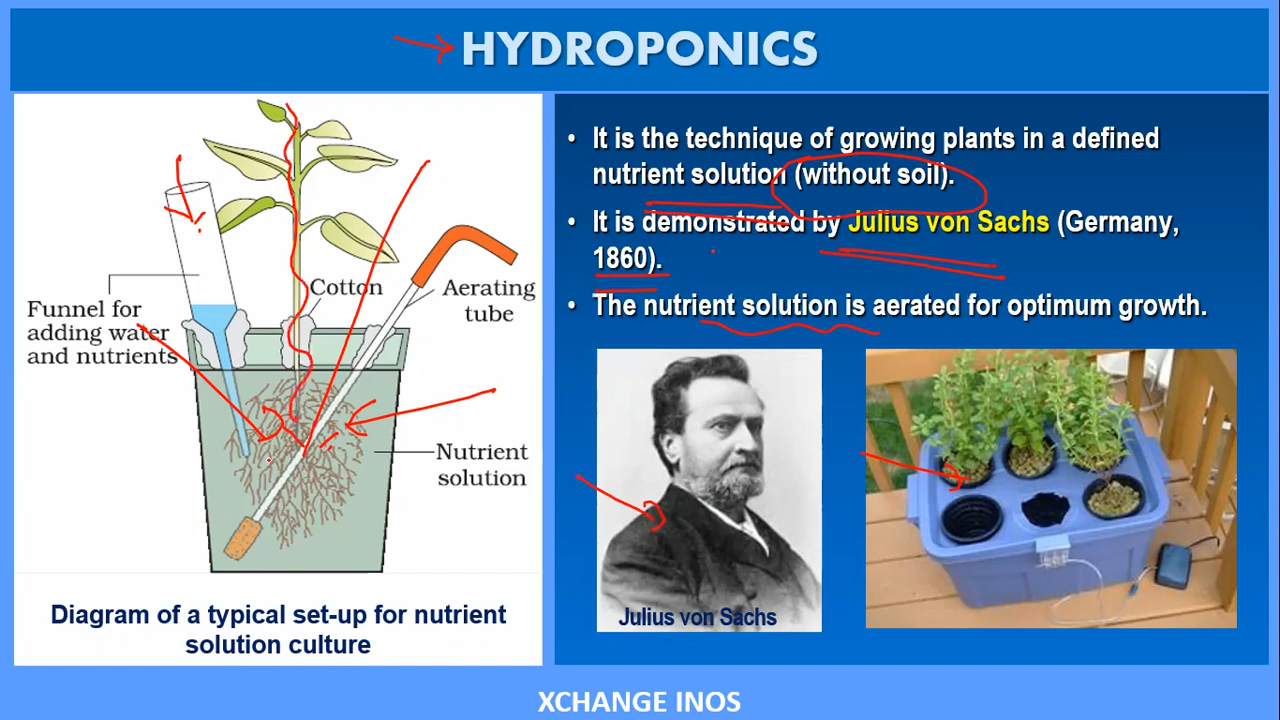 HYDROPONICS
Funnel for
adding water
and nutrients
Cotton
Aerating
tube
Nutrient
solution
Diagram of a typical set-up for nutrient
solution culture
• It is the technique of growing plants in a defined
nutrient solution (without soil).
• It is demonstrated by Julius von Sachs (Germany,
1860).
• The nutrient solution is aerated for optimum growth.
Julius von Sachs
XCHANGE INOS